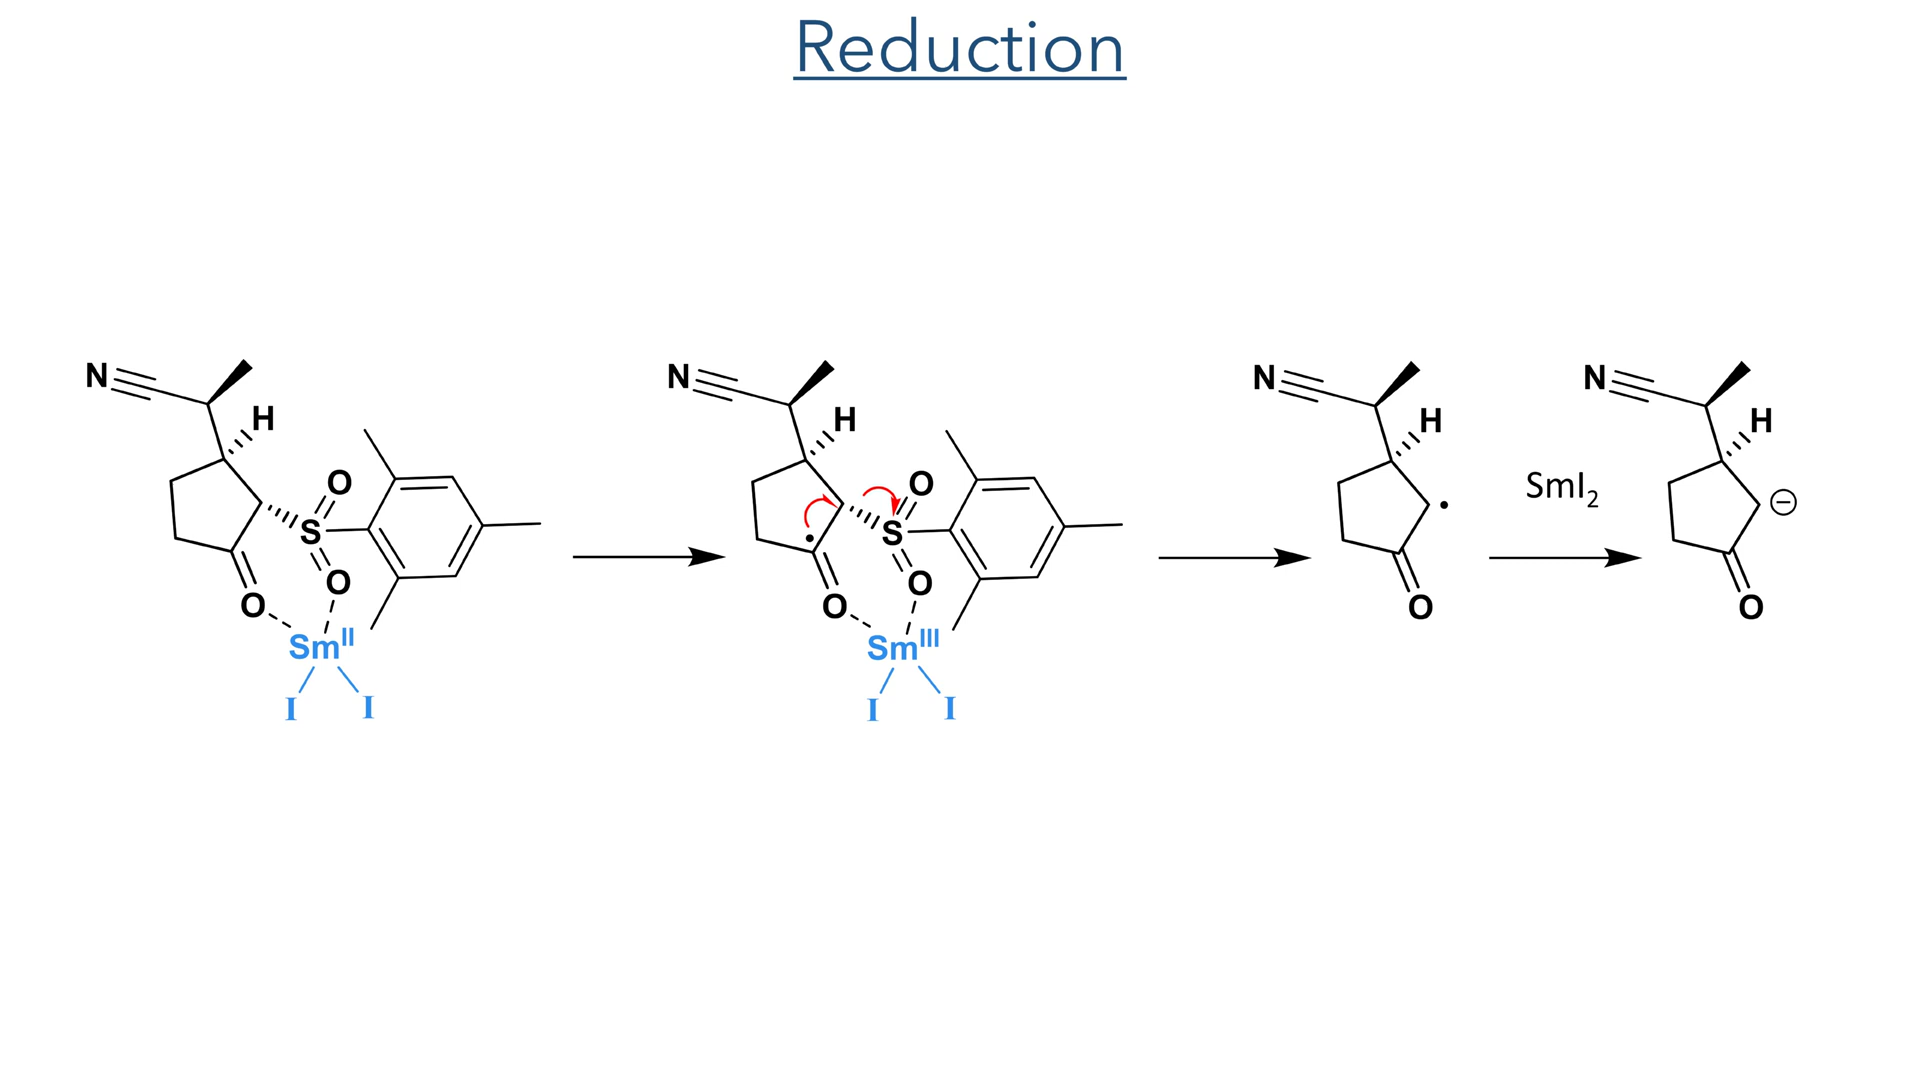 Reduction
N H O S O O Sm^II I I
N H O S O O Sm^III I I
N H O
SmI₂
N H ⊖ O